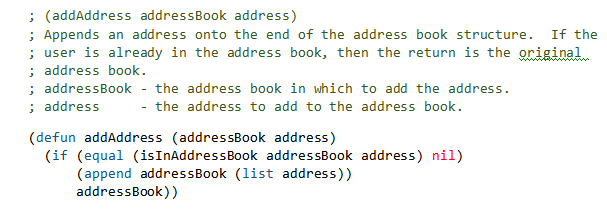 ; (addAddress addressBook address)
; Appends an address onto the end of the address book structure.  If the
; user is already in the address book, then the return is the original
; address book.
; addressBook - the address book in which to add the address.
; address     - the address to add to the address book.
(defun addAddress (addressBook address)
  (if (equal (isInAddressBook addressBook address) nil)
      (append addressBook (list address))
      addressBook))